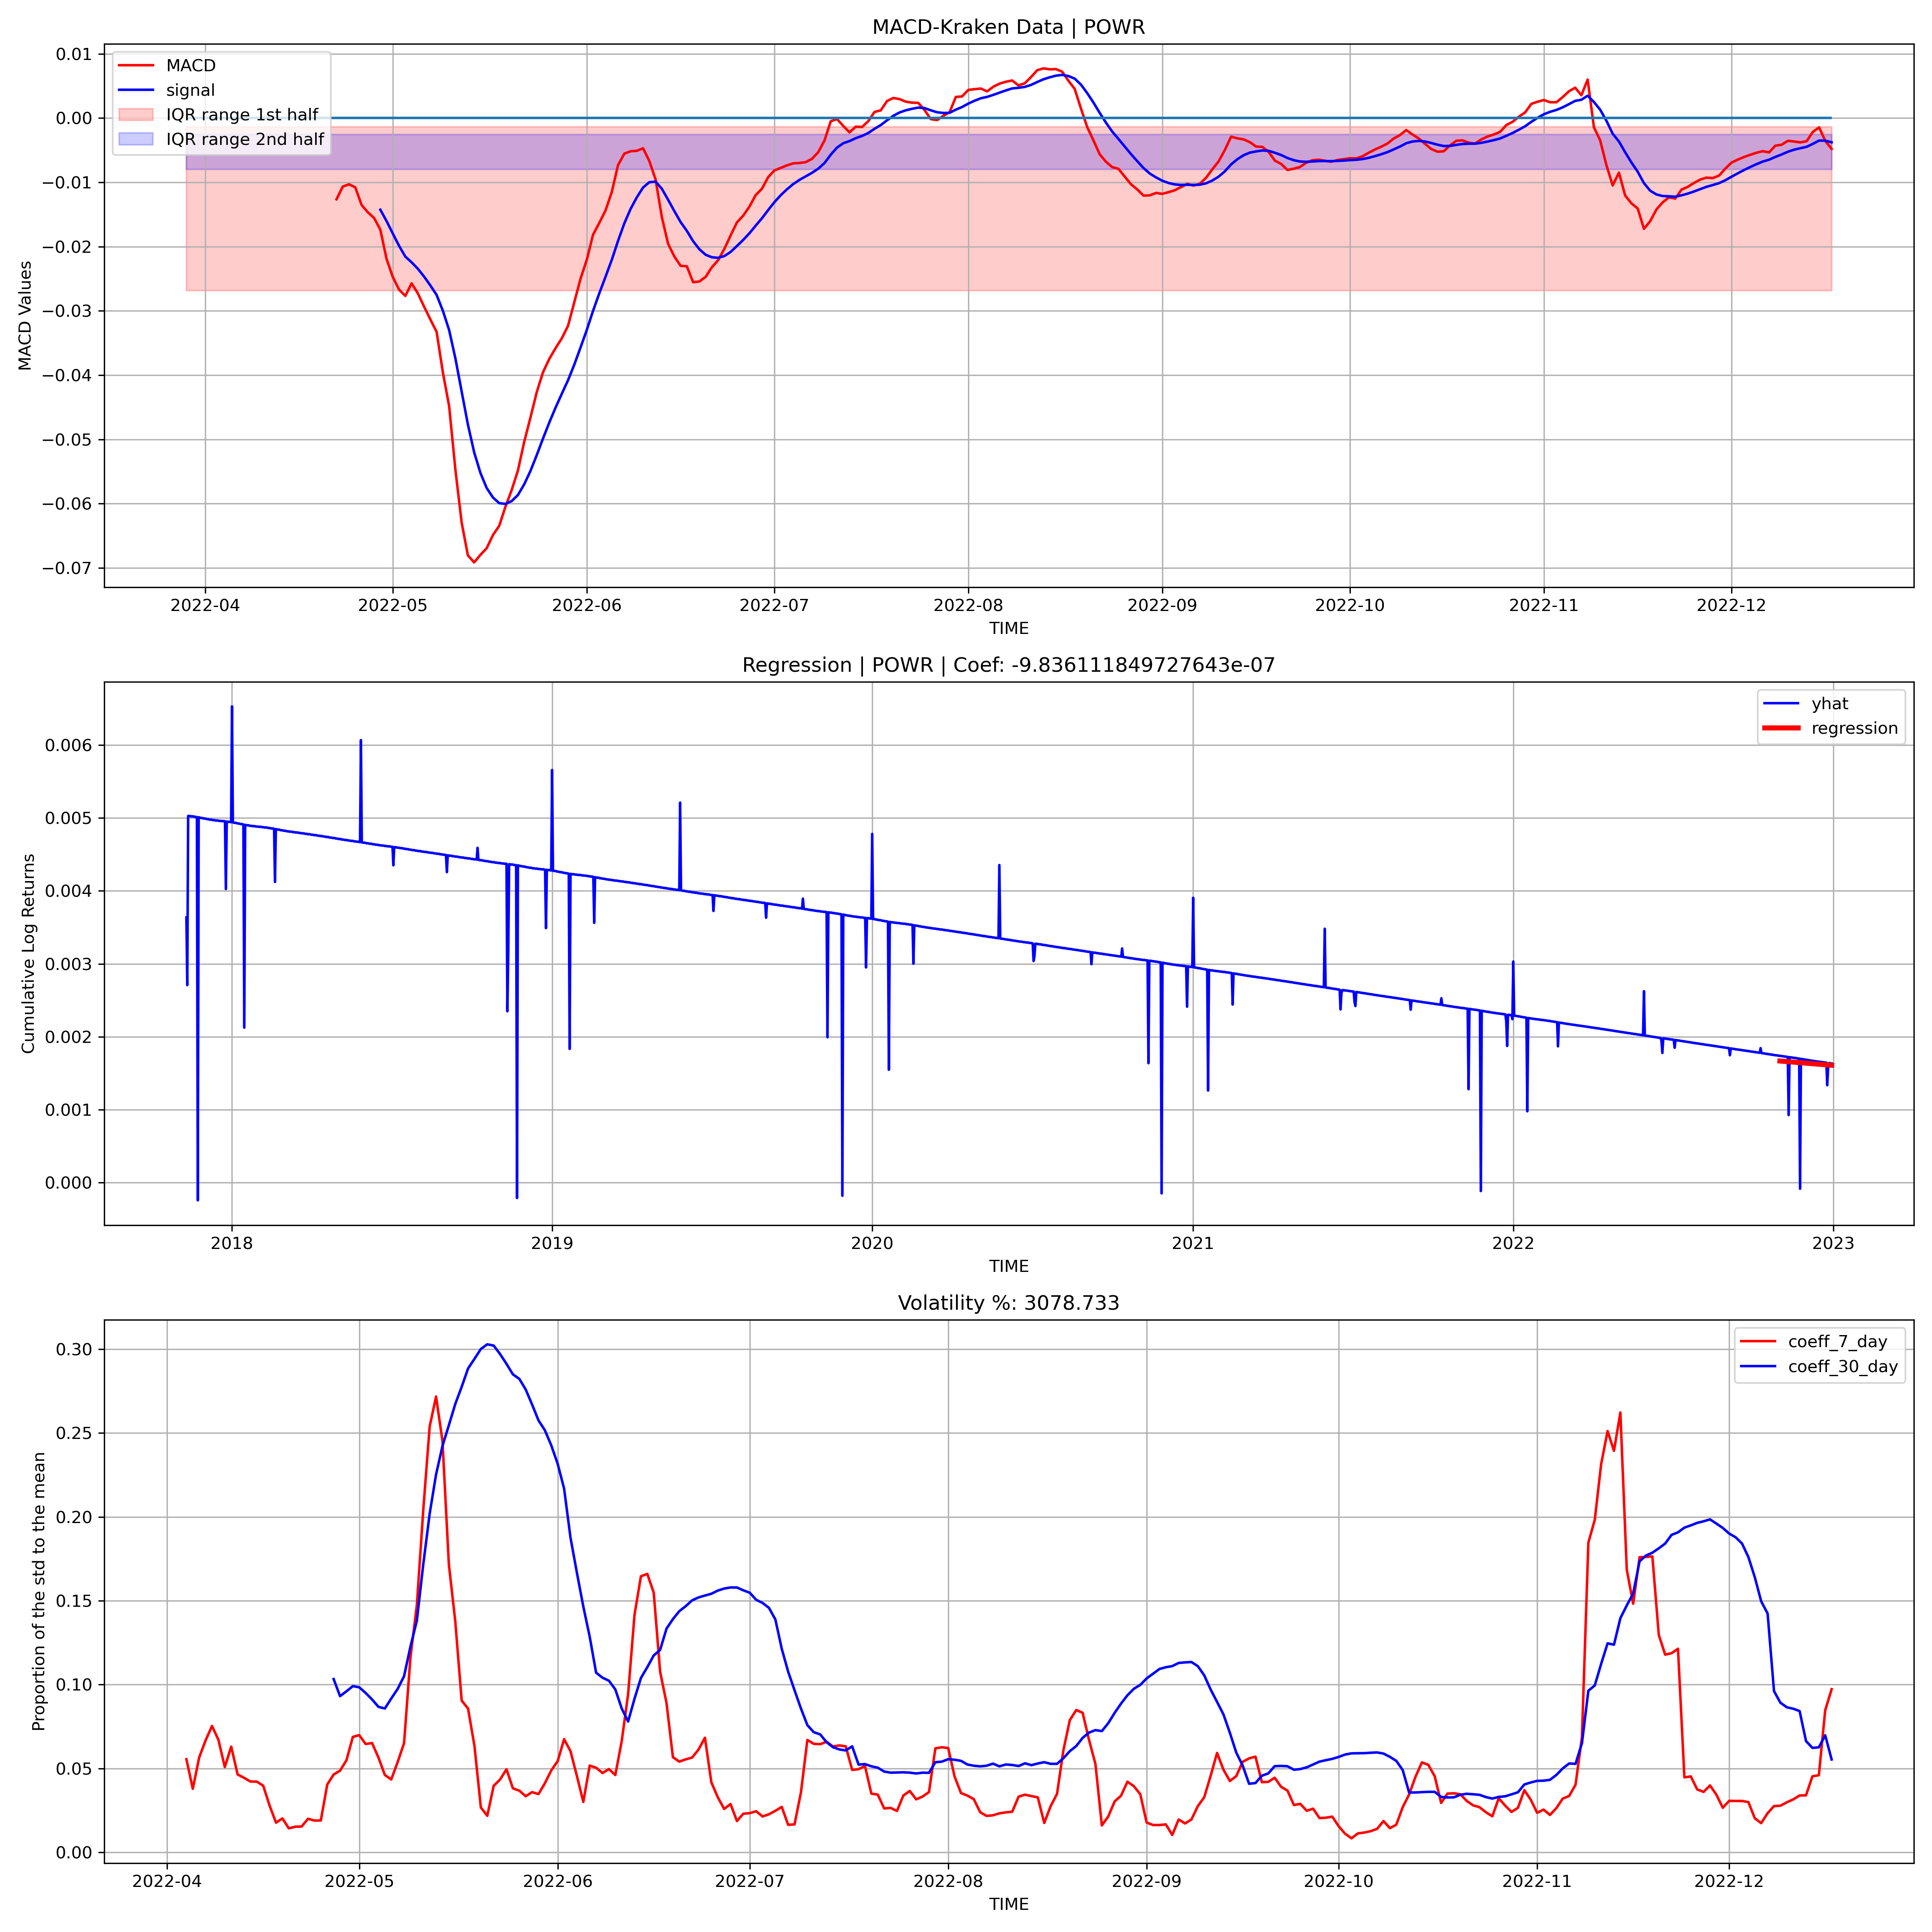 MACD-Kraken Data | POWR
MACD
signal
IQR range 1st half
IQR range 2nd half
MACD Values
0.01
0.00
−0.01
−0.02
−0.03
−0.04
−0.05
−0.06
−0.07
2022-04 2022-05 2022-06 2022-07 2022-08 2022-09 2022-10 2022-11 2022-12
TIME
Regression | POWR | Coef: -9.836111849727643e-07
yhat
regression
Cumulative Log Returns
0.006
0.005
0.004
0.003
0.002
0.001
0.000
2018 2019 2020 2021 2022 2023
TIME
Volatility %: 3078.733
coeff_7_day
coeff_30_day
Proportion of the std to the mean
0.30
0.25
0.20
0.15
0.10
0.05
0.00
2022-04 2022-05 2022-06 2022-07 2022-08 2022-09 2022-10 2022-11 2022-12
TIME